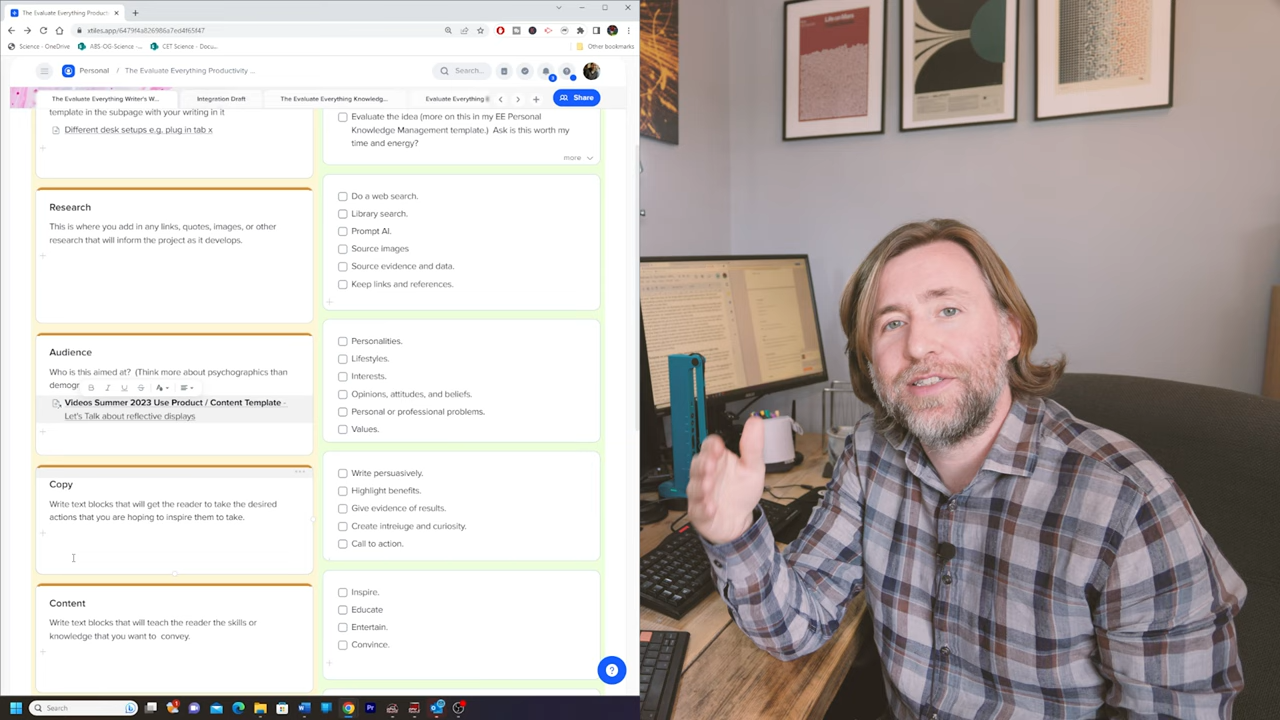 The Evaluate Everything Product
xtiles.app/6479f4a826986a7ed4f65f47
Science - OneDrive
ABS-OG-Science -...
CET Science - Docu...
Other bookmarks
Personal / The Evaluate Everything Productivity ...
Search...
The Evaluate Everything Writer's W...
Integration Draft
The Evaluate Everything Knowledg...
Evaluate Everything
Share
template in the subpage with your writing in it
Different desk setups e.g. plug in tab x
Evaluate the idea (more on this in my EE Personal
Knowledge Management template.) Ask is this worth my
time and energy?
more
Research
This is where you add in any links, quotes, images, or other
research that will inform the project as it develops.
Do a web search.
Library search.
Prompt AI.
Source images
Source evidence and data.
Keep links and references.
Audience
Who is this aimed at? (Think more about psychographics than
demogr
B I U S A
Videos Summer 2023 Use Product / Content Template -
Let's Talk about reflective displays
Personalities.
Lifestyles.
Interests.
Opinions, attitudes, and beliefs.
Personal or professional problems.
Values.
Copy
Write text blocks that will get the reader to take the desired
actions that you are hoping to inspire them to take.
Write persuasively.
Highlight benefits.
Give evidence of results.
Create intreiuge and curiosity.
Call to action.
Content
Write text blocks that will teach the reader the skills or
knowledge that you want to convey.
Inspire.
Educate
Entertain.
Convince.
Search
Life on Mars